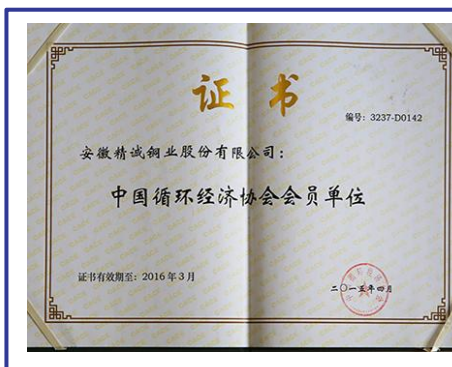 证书
编号: 3237-D0142
安徽精诚铜业股份有限公司:
中国循环经济协会会员单位
证书有效期至: 2016年3月
二〇一五年四月